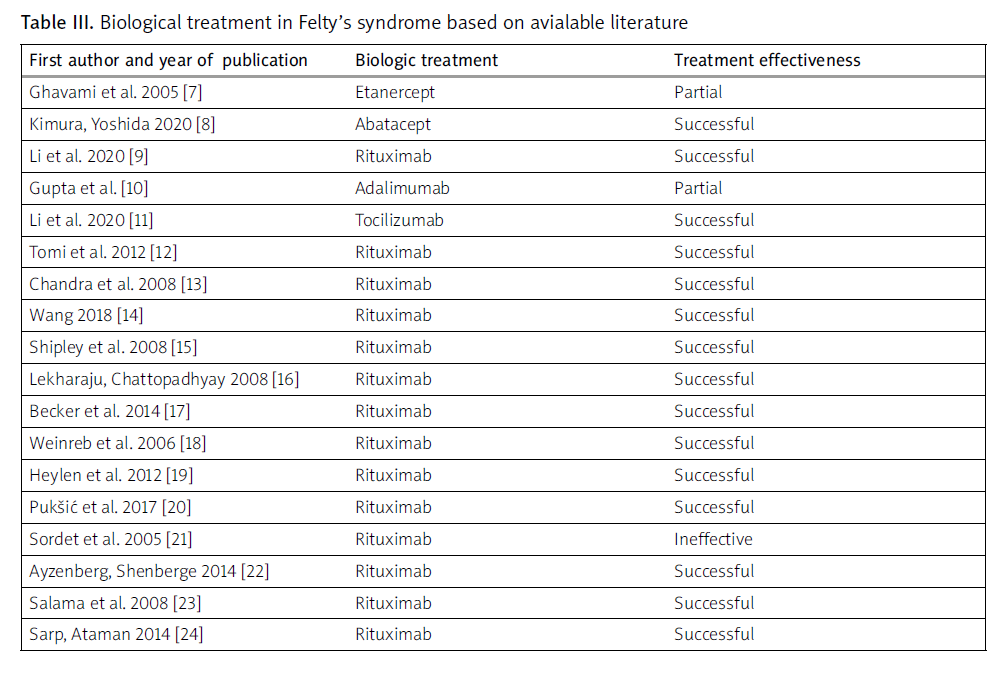 Table III. Biological treatment in Felty's syndrome based on avialable literature
First author and year of publication Biologic treatment Treatment effectiveness
Ghavami et al. 2005 [7] Etanercept Partial
Kimura, Yoshida 2020 [8] Abatacept Successful
Li et al. 2020 [9] Rituximab Successful
Gupta et al. [10] Adalimumab Partial
Li et al. 2020 [11] Tocilizumab Successful
Tomi et al. 2012 [12] Rituximab Successful
Chandra et al. 2008 [13] Rituximab Successful
Wang 2018 [14] Rituximab Successful
Shipley et al. 2008 [15] Rituximab Successful
Lekharaju, Chattopadhyay 2008 [16] Rituximab Successful
Becker et al. 2014 [17] Rituximab Successful
Weinreb et al. 2006 [18] Rituximab Successful
Heylen et al. 2012 [19] Rituximab Successful
Pukšić et al. 2017 [20] Rituximab Successful
Sordet et al. 2005 [21] Rituximab Ineffective
Ayzenberg, Shenberge 2014 [22] Rituximab Successful
Salama et al. 2008 [23] Rituximab Successful
Sarp, Ataman 2014 [24] Rituximab Successful